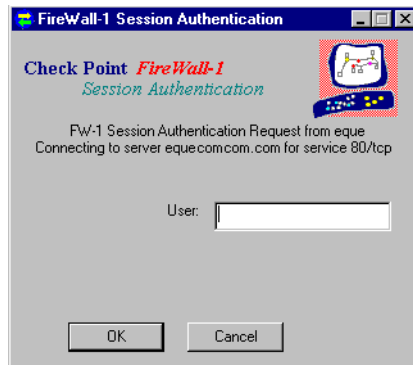 FireWall-1 Session Authentication
Check Point FireWall-1
Session Authentication
FW-1 Session Authentication Request from eque
Connecting to server equecomcom.com for service 80/tcp
User:
OK
Cancel